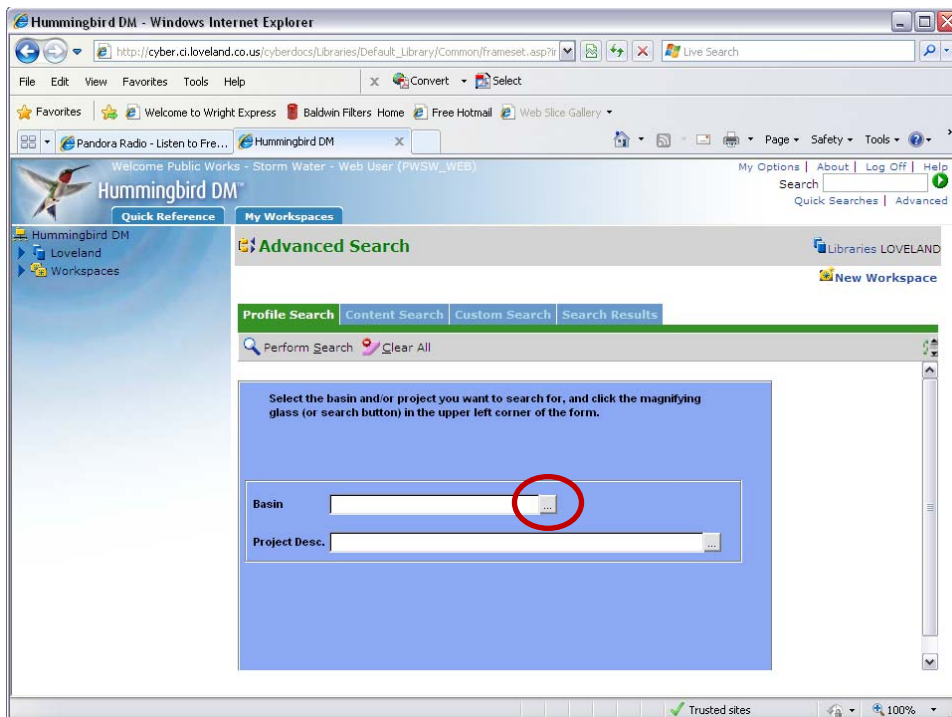 Hummingbird DM - Windows Internet Explorer
http://cyber.ci.loveland.co.us/cyberdocs/Libraries/Default_Library/Common/frameset.asp?ir
Live Search
File Edit View Favorites Tools Help
x Convert Select
Favorites Welcome to Wright Express Baldwin Filters Home Free Hotmail Web Slice Gallery
Pandora Radio - Listen to Fre... Hummingbird DM x Page Safety Tools »
Welcome Public Works - Storm Water - Web User (PWSW_WEB)
My Options | About | Log Off | Help
Hummingbird DM™
Search
Quick Searches | Advanced
Quick Reference My Workspaces
Hummingbird DM
Loveland
Workspaces
Advanced Search
Libraries LOVELAND
New Workspace
Profile Search Content Search Custom Search Search Results
Perform Search Clear All
Select the basin and/or project you want to search for, and click the magnifying
glass (or search button) in the upper left corner of the form.
Basin ...
Project Desc. ...
Trusted sites 100%